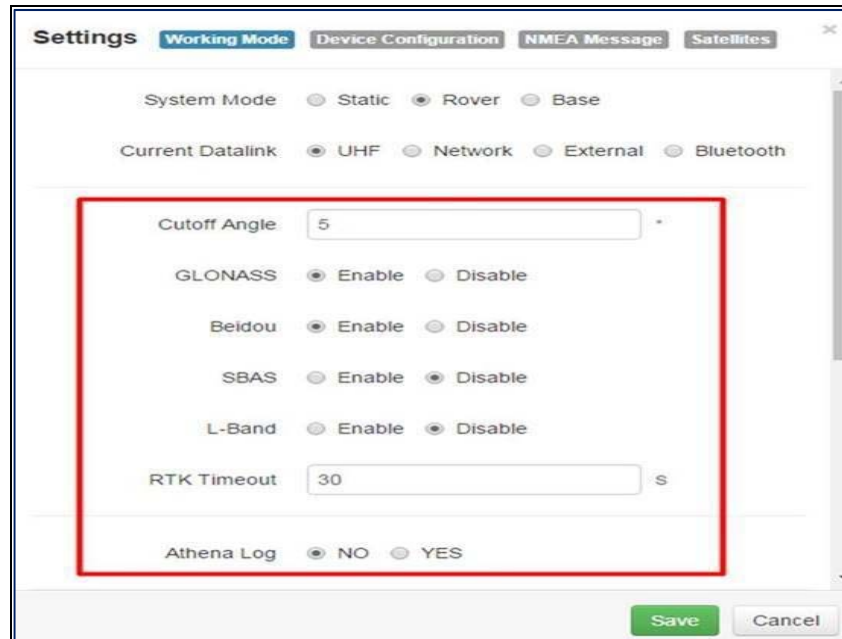 Settings Working Mode Device Configuration NMEA Message Satellites ×
System Mode Static Rover Base
Current Datalink UHF Network External Bluetooth
Cutoff Angle 5 °
GLONASS Enable Disable
Beidou Enable Disable
SBAS Enable Disable
L-Band Enable Disable
RTK Timeout 30 S
Athena Log NO YES
Save Cancel